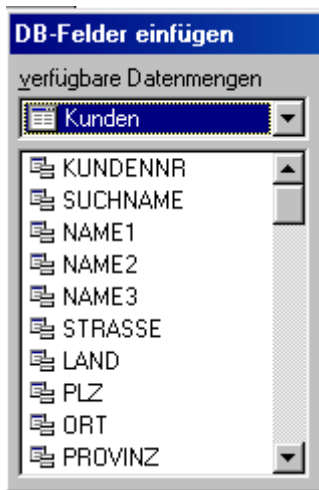 DB-Felder einfügen
verfügbare Datenmengen
Kunden
KUNDENNR
SUCHNAME
NAME1
NAME2
NAME3
STRASSE
LAND
PLZ
ORT
PROVINZ